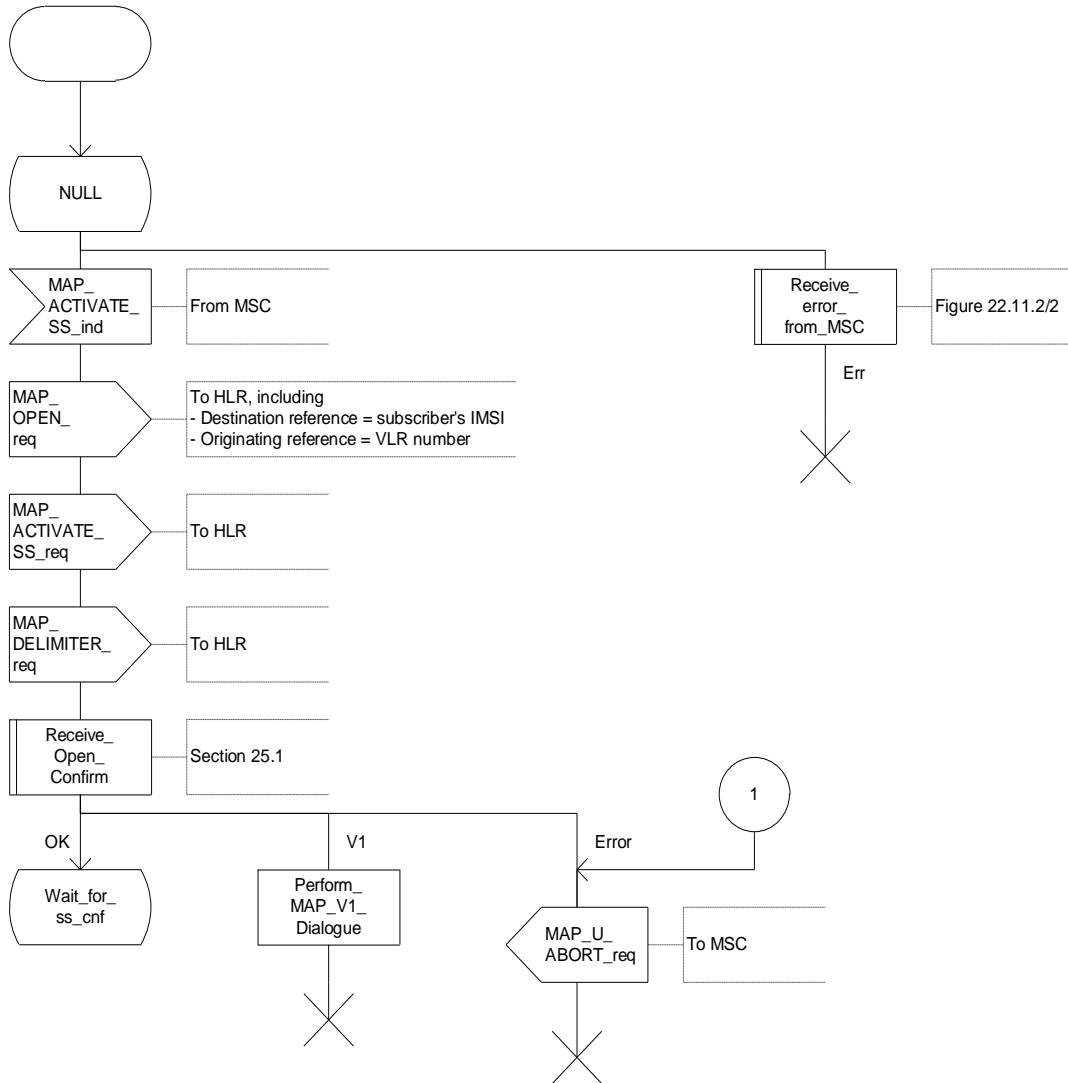 NULL
MAP_
ACTIVATE_
SS_ind
From MSC
Receive_
error_
from_MSC
Figure 22.11.2/2
Err
MAP_
OPEN_
req
To HLR, including
- Destination reference = subscriber's IMSI
- Originating reference = VLR number
MAP_
ACTIVATE_
SS_req
To HLR
MAP_
DELIMITER_
req
To HLR
Receive_
Open_
Confirm
Section 25.1
1
OK
V1
Error
Wait_for_
ss_cnf
Perform_
MAP_V1_
Dialogue
MAP_U_
ABORT_req
To MSC